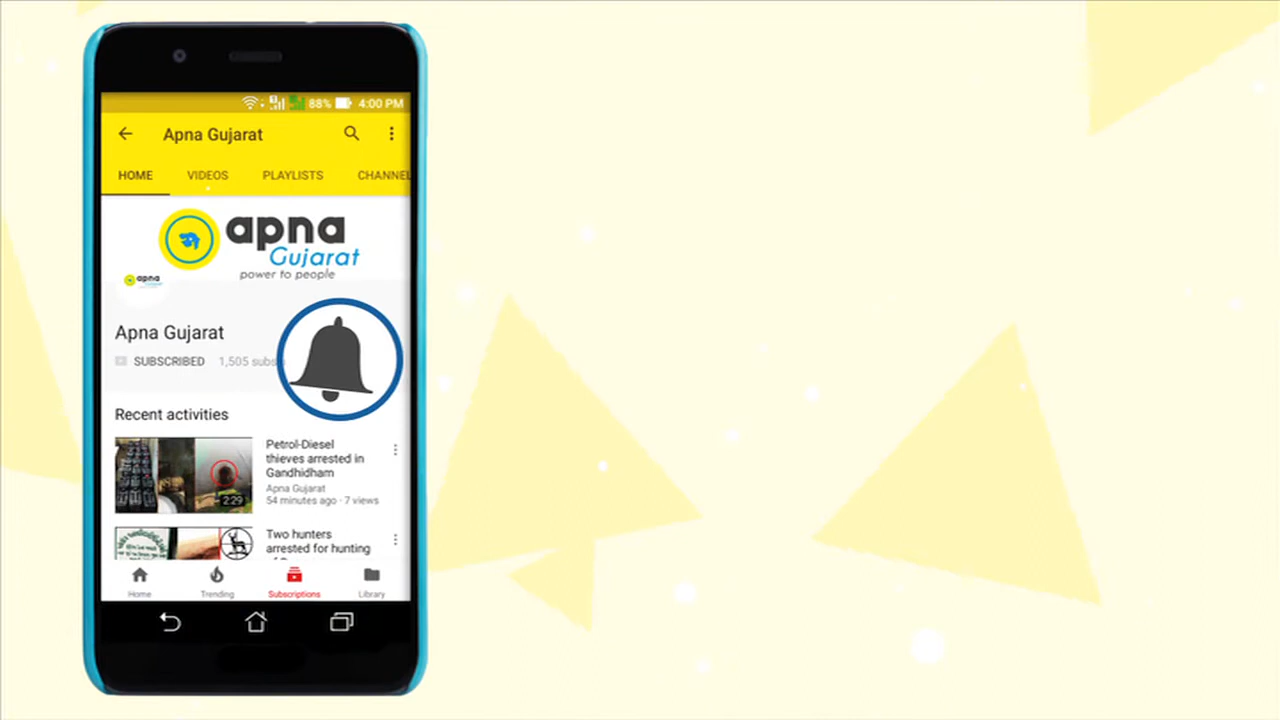 88% 4:00 PM
Apna Gujarat
HOME VIDEOS PLAYLISTS CHANNEL
apna
Gujarat
power to people
apna
Apna Gujarat
SUBSCRIBED 1,505 subs
Recent activities
Petrol-Diesel
thieves arrested in
Gandhidham
Apna Gujarat
54 minutes ago · 7 views
2:29
Two hunters
arrested for hunting
Home Trending Subscriptions Library